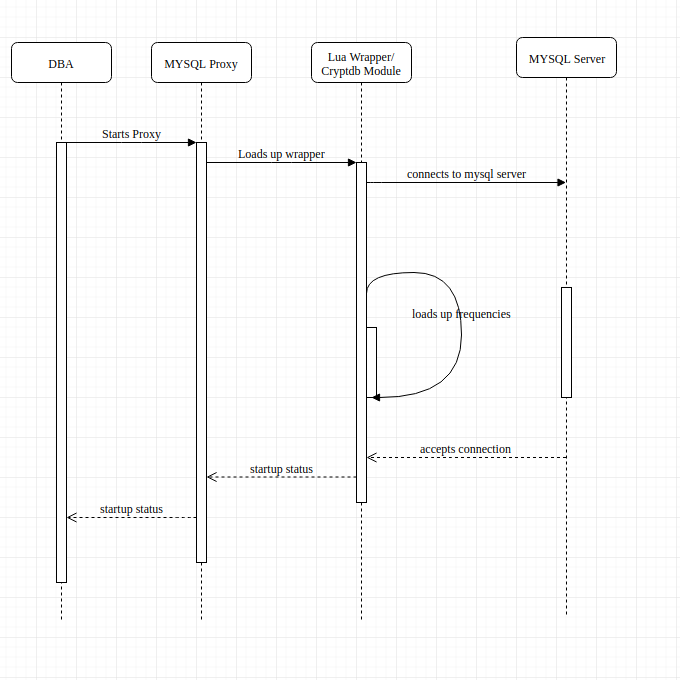 DBA
MYSQL Proxy
Lua Wrapper/
Cryptdb Module
MYSQL Server
Starts Proxy
Loads up wrapper
connects to mysql server
loads up frequencies
accepts connection
startup status
startup status